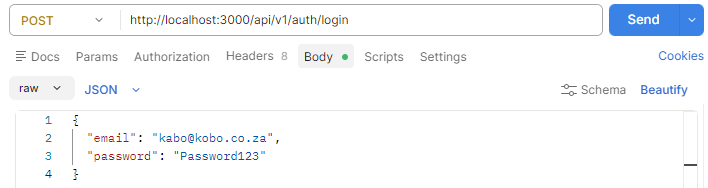 POST http://localhost:3000/api/v1/auth/login Send
Docs Params Authorization Headers 8 Body Scripts Settings Cookies
raw JSON Schema Beautify
1 {
2 "email": "kabo@kobo.co.za",
3 "password": "Password123"
4 }